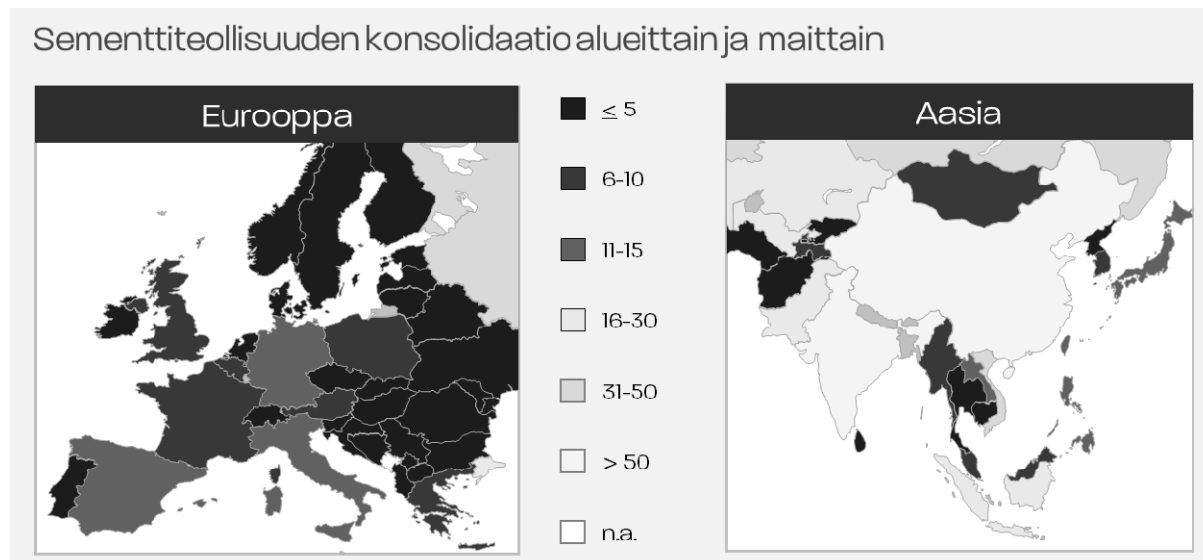 Sementtiteollisuuden konsolidaatio alueittain ja maittain
Eurooppa
≤ 5
6-10
11-15
16-30
31-50
> 50
n.a.
Aasia